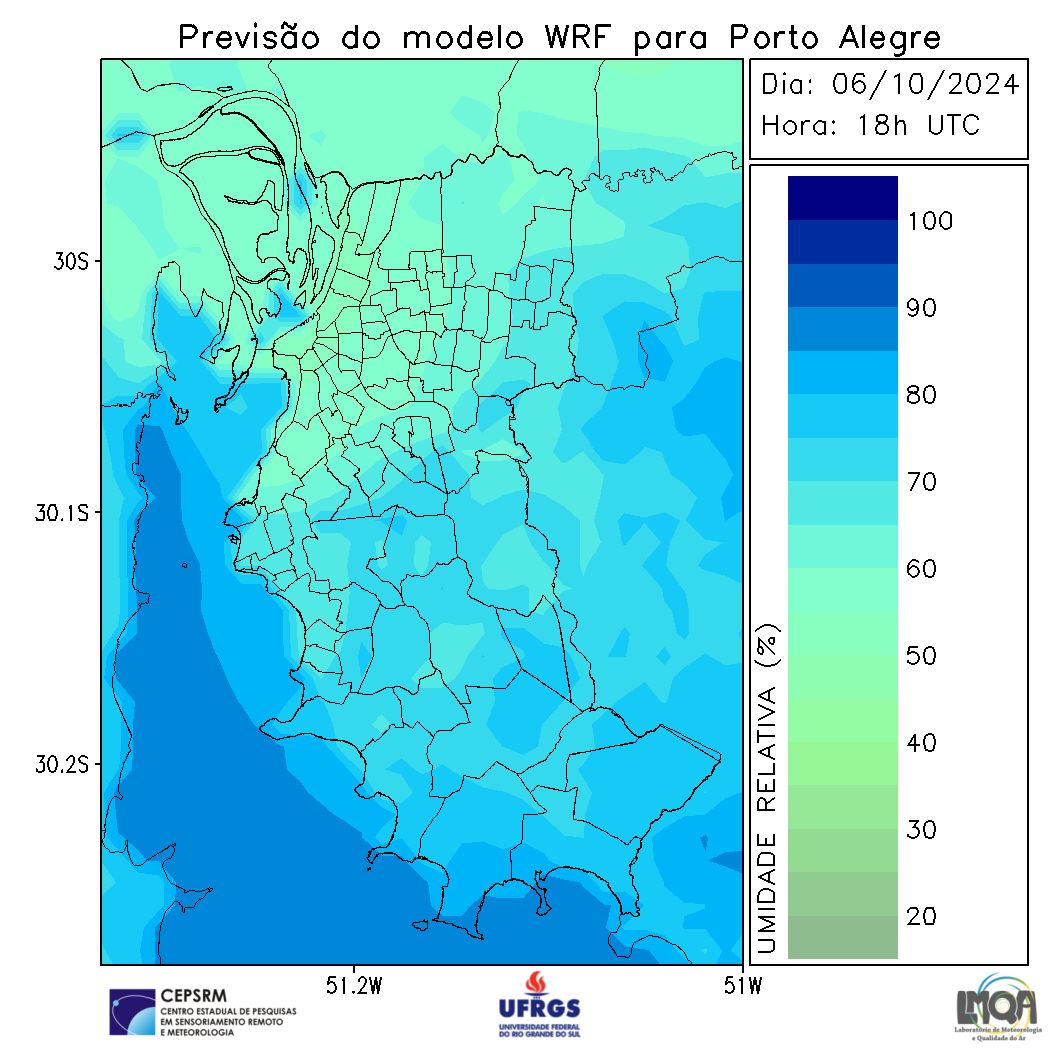 Previsão do modelo WRF para Porto Alegre
Dia: 06/10/2024
Hora: 18h UTC
30S
30.1S
30.2S
51.2W
51W
UMIDADE RELATIVA (%)
100
90
80
70
60
50
40
30
20
CEPSRM
CENTRO ESTADUAL DE PESQUISAS
EM SENSORIAMENTO REMOTO
E METEOROLOGIA
UFRGS
UNIVERSIDADE FEDERAL
DO RIO GRANDE DO SUL
LMQA
Laboratório de Meteorologia
e Qualidade do Ar